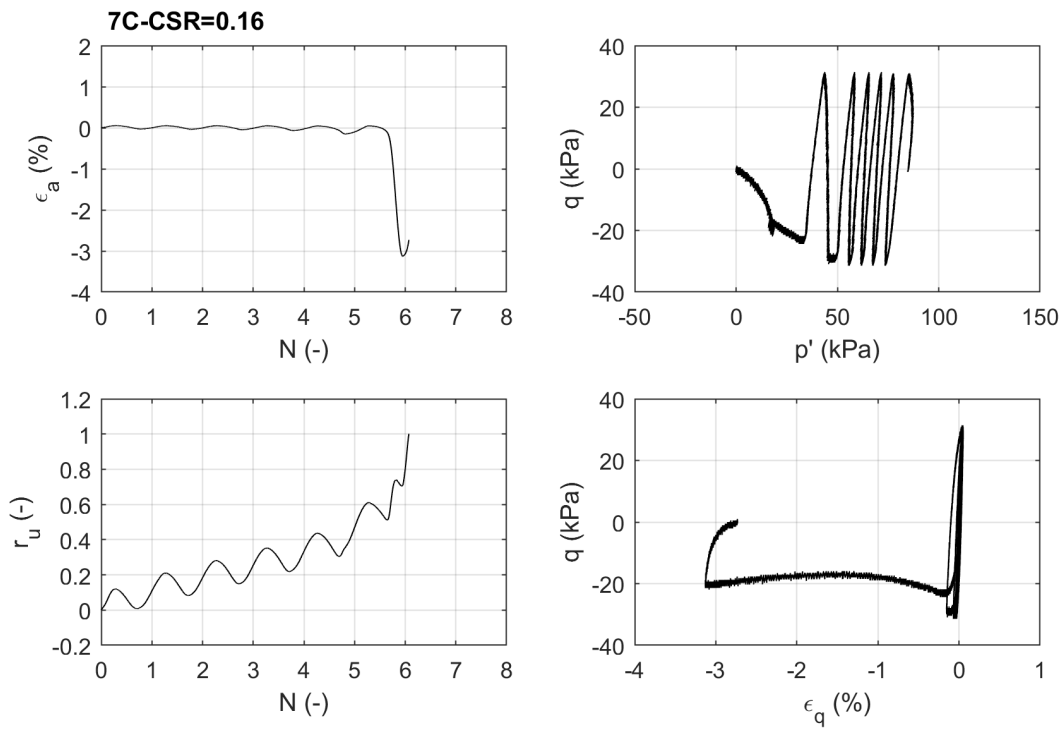 7C-CSR=0.16
2
1
0
-1
-2
-3
-4
ϵa (%)
0 1 2 3 4 5 6 7 8
N (-)
40
20
0
-20
-40
q (kPa)
-50 0 50 100 150
p' (kPa)
1.2
1
0.8
0.6
0.4
0.2
0
-0.2
ru (-)
0 1 2 3 4 5 6 7 8
N (-)
40
20
0
-20
-40
q (kPa)
-4 -3 -2 -1 0 1
ϵq (%)